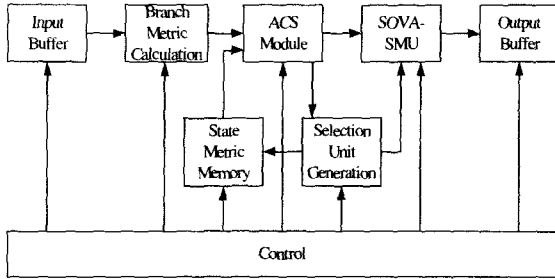 Input
Buffer
Branch
Metric
Calculation
ACS
Module
SOVA-
SMU
Output
Buffer
State
Metric
Memory
Selection
Unit
Generation
Control